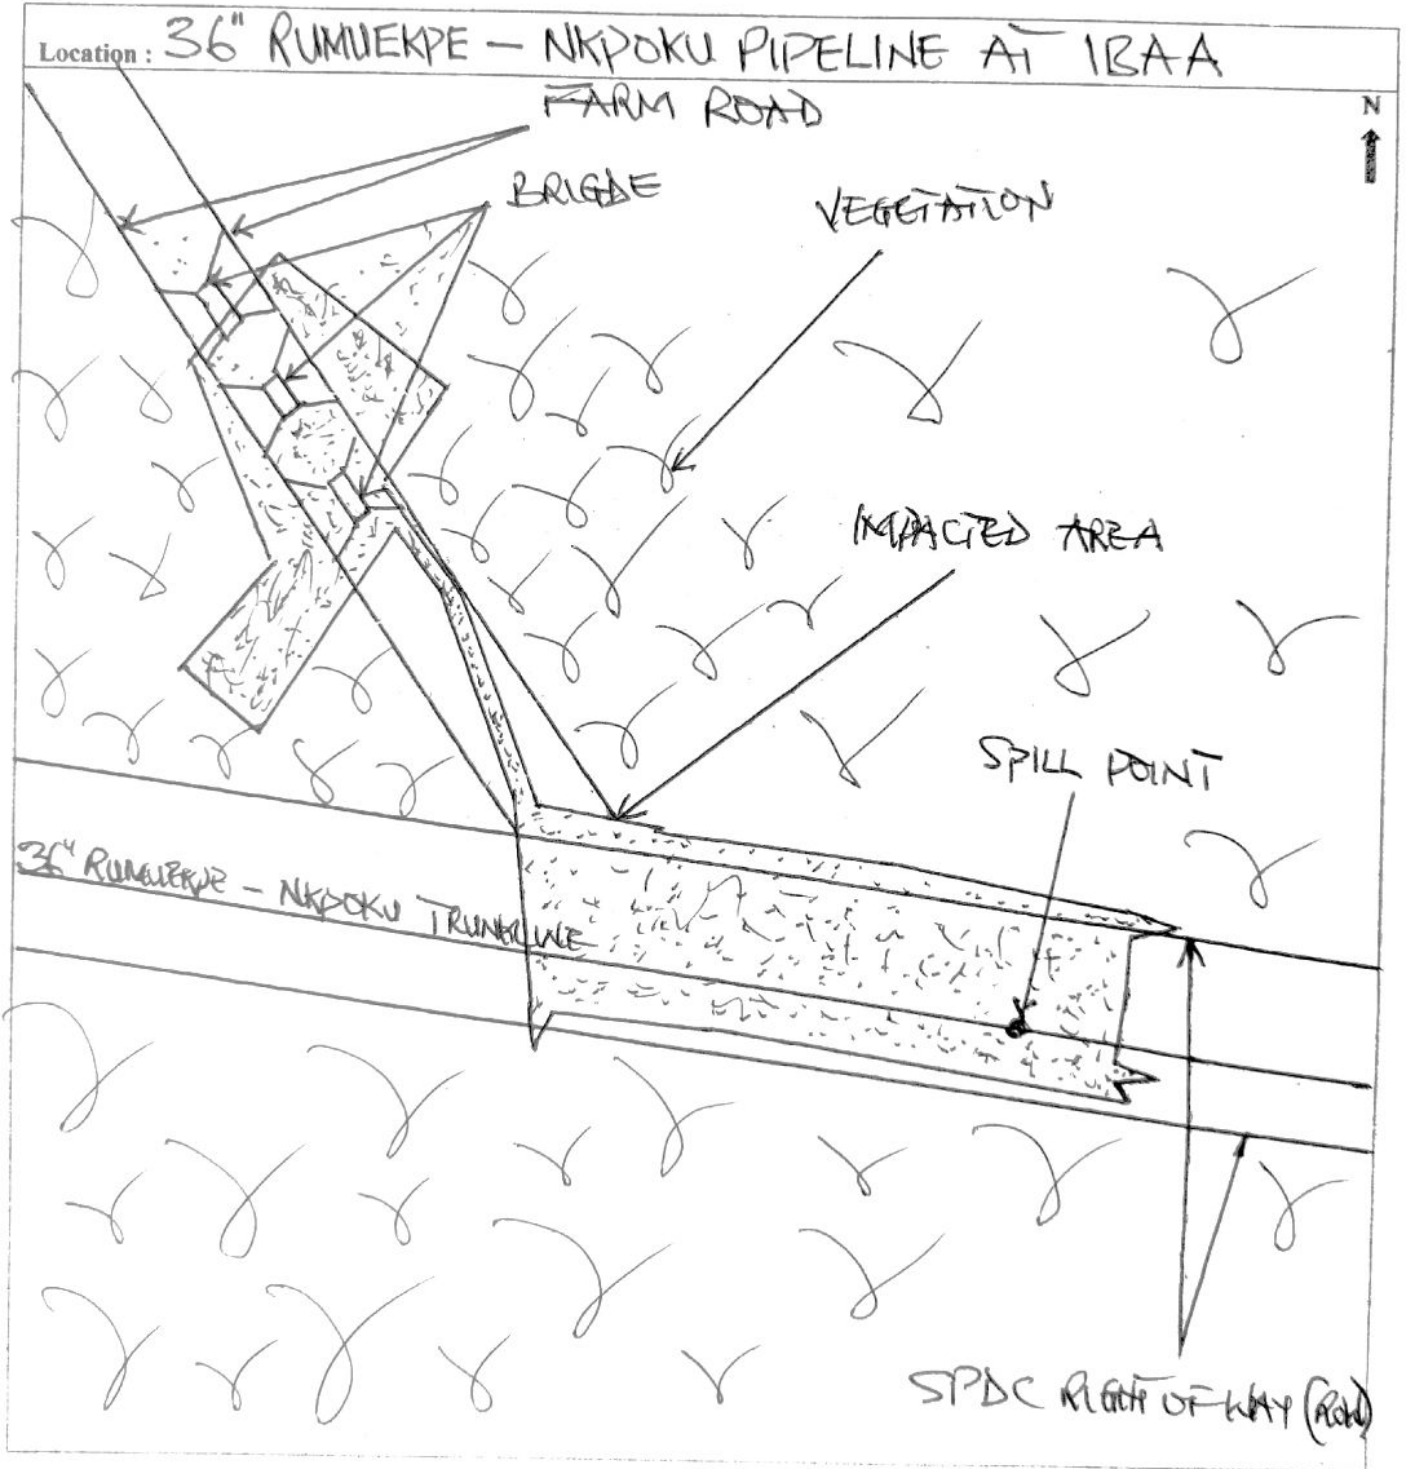 Location : 36" RUMUEKPE – NKPOKU PIPELINE AT IBAA
FARM ROAD
N
BRIGDE
VEGETATION
IMPACTED AREA
SPILL POINT
36" RUMUEKPE – NKPOKU TRUNKLINE
SPDC RIGHT OF WAY (ROW)